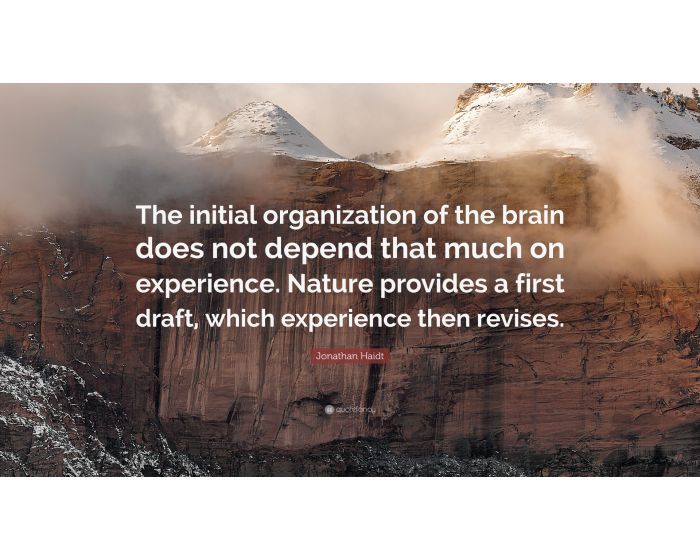 The initial organization of the brain
does not depend that much on
experience. Nature provides a first
draft, which experience then revises.
Jonathan Haidt
quotefancy